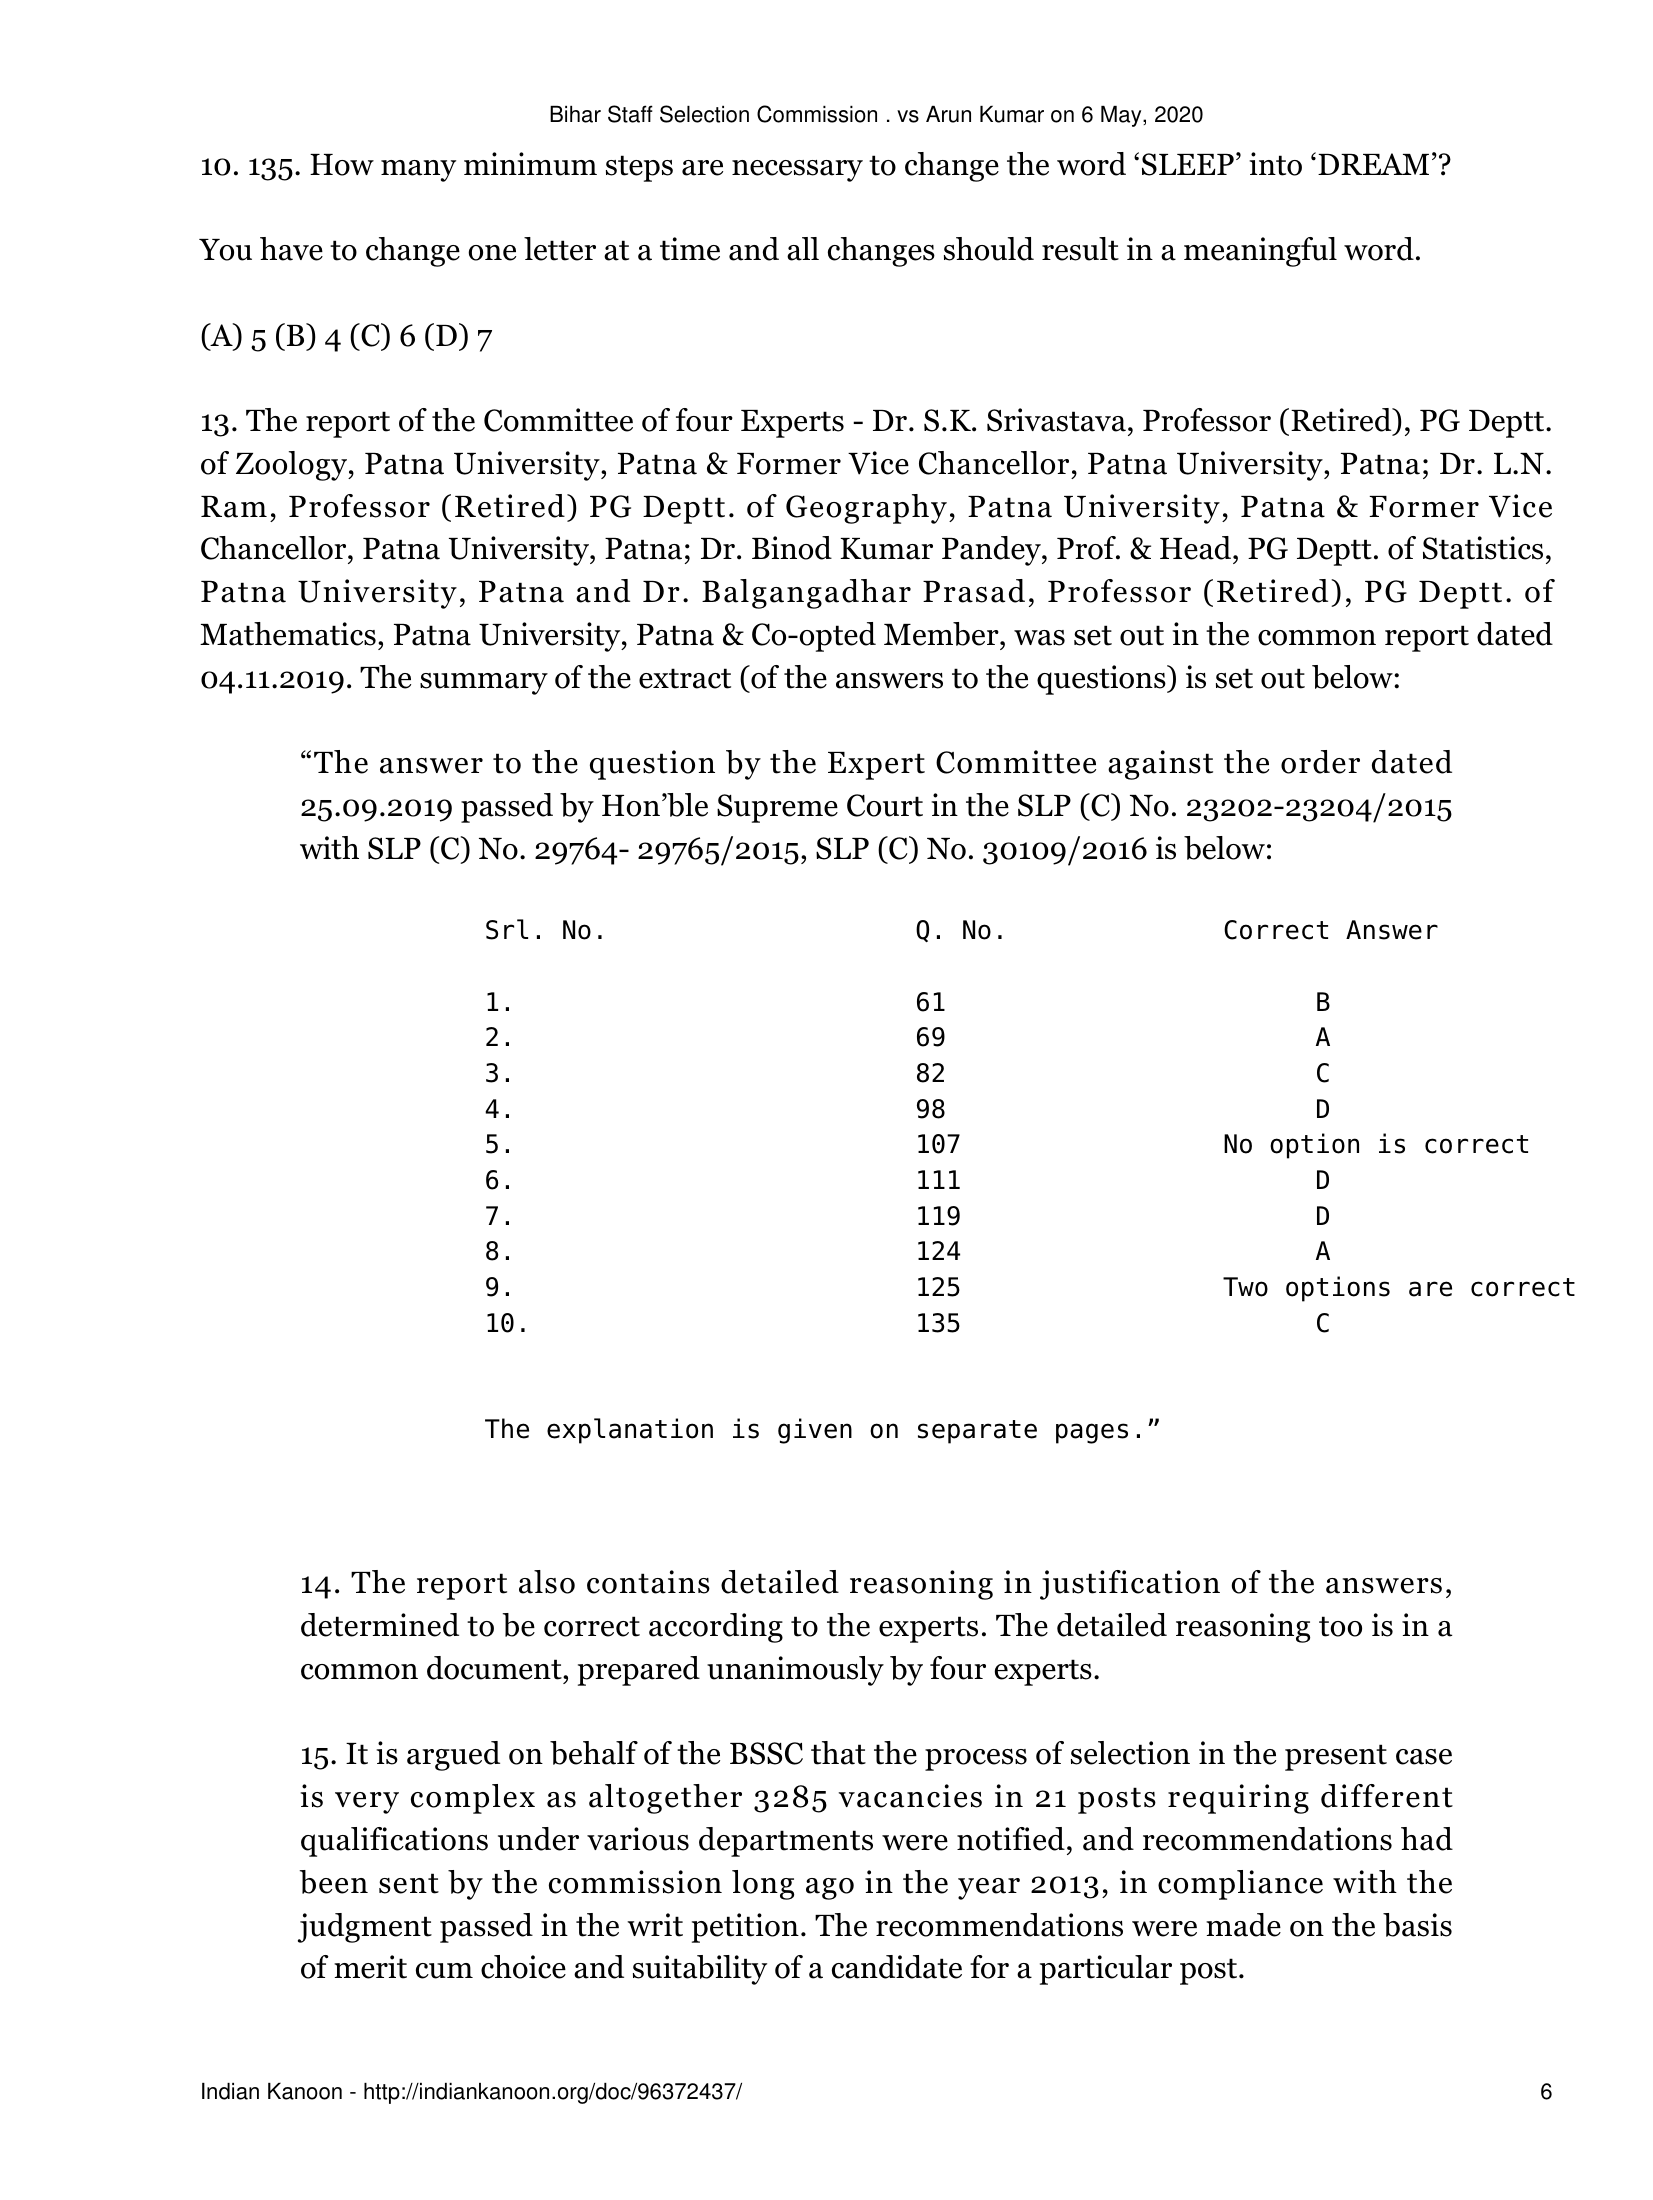 Bihar Staff Selection Commission . vs Arun Kumar on 6 May, 2020
10. 135. How many minimum steps are necessary to change the word ‘SLEEP’ into ‘DREAM’?
You have to change one letter at a time and all changes should result in a meaningful word.
(A) 5 (B) 4 (C) 6 (D) 7
13. The report of the Committee of four Experts - Dr. S.K. Srivastava, Professor (Retired), PG Deptt.
of Zoology, Patna University, Patna & Former Vice Chancellor, Patna University, Patna; Dr. L.N.
Ram, Professor (Retired) PG Deptt. of Geography, Patna University, Patna & Former Vice
Chancellor, Patna University, Patna; Dr. Binod Kumar Pandey, Prof. & Head, PG Deptt. of Statistics,
Patna University, Patna and Dr. Balgangadhar Prasad, Professor (Retired), PG Deptt. of
Mathematics, Patna University, Patna & Co-opted Member, was set out in the common report dated
04.11.2019. The summary of the extract (of the answers to the questions) is set out below:
“The answer to the question by the Expert Committee against the order dated
25.09.2019 passed by Hon’ble Supreme Court in the SLP (C) No. 23202-23204/2015
with SLP (C) No. 29764- 29765/2015, SLP (C) No. 30109/2016 is below:
Srl. No. Q. No. Correct Answer
1. 61 B
2. 69 A
3. 82 C
4. 98 D
5. 107 No option is correct
6. 111 D
7. 119 D
8. 124 A
9. 125 Two options are correct
10. 135 C
The explanation is given on separate pages.”
14. The report also contains detailed reasoning in justification of the answers,
determined to be correct according to the experts. The detailed reasoning too is in a
common document, prepared unanimously by four experts.
15. It is argued on behalf of the BSSC that the process of selection in the present case
is very complex as altogether 3285 vacancies in 21 posts requiring different
qualifications under various departments were notified, and recommendations had
been sent by the commission long ago in the year 2013, in compliance with the
judgment passed in the writ petition. The recommendations were made on the basis
of merit cum choice and suitability of a candidate for a particular post.
Indian Kanoon - http://indiankanoon.org/doc/96372437/ 6